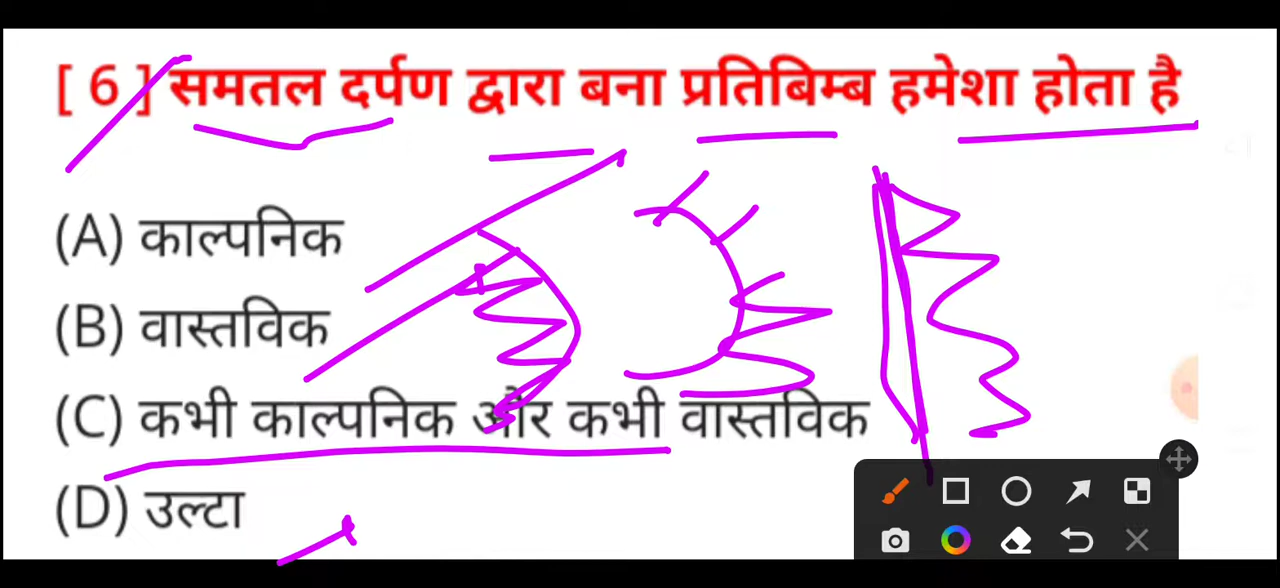 [ 6 ] समतल दर्पण द्वारा बना प्रतिबिम्ब हमेशा होता है
(A) काल्पनिक
(B) वास्तविक
(C) कभी काल्पनिक और कभी वास्तविक
(D) उल्टा